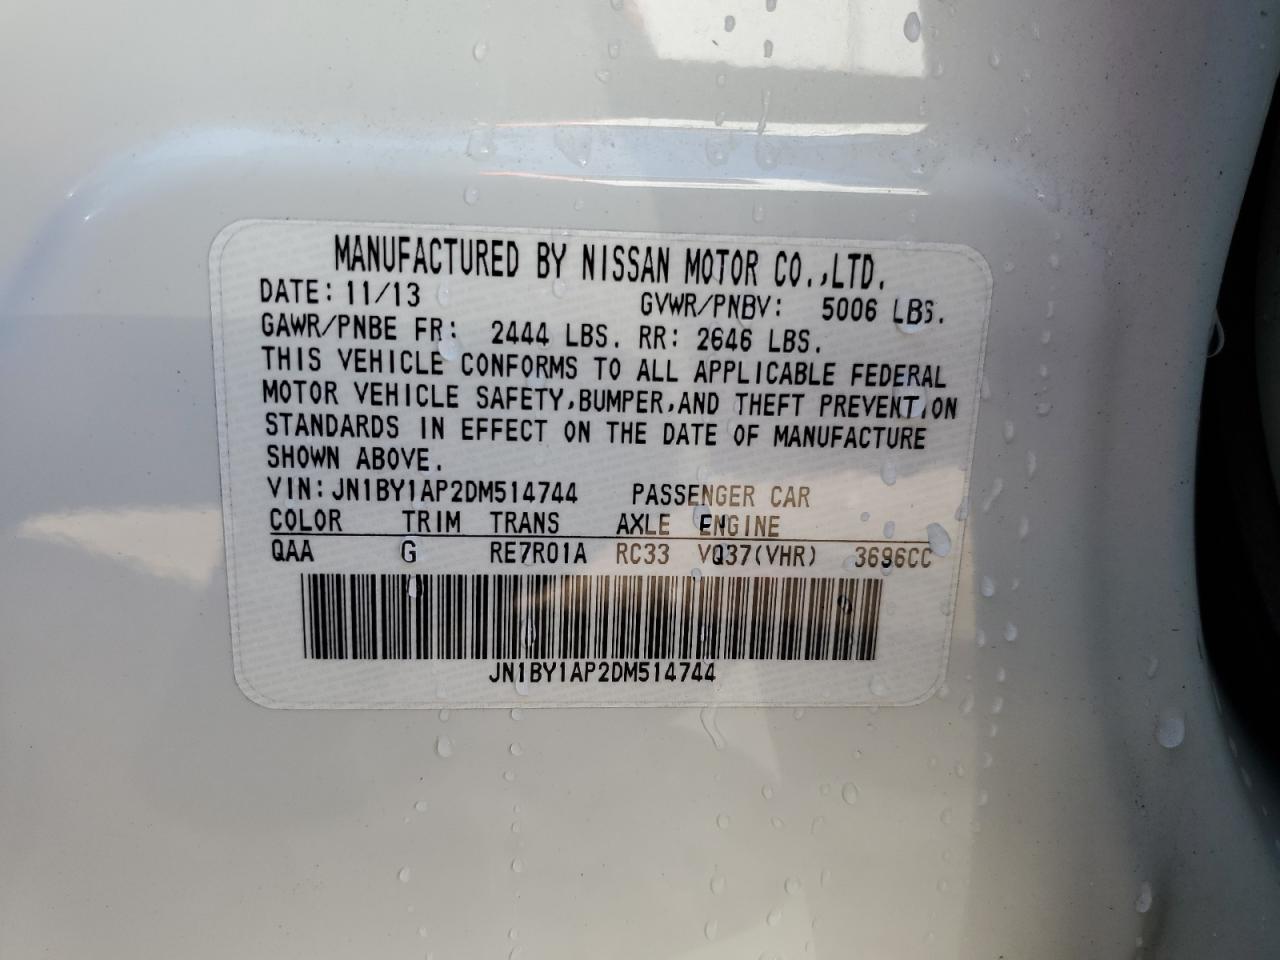 MANUFACTURED BY NISSAN MOTOR CO.,LTD.
DATE: 11/13 GVWR/PNBV: 5006 LBS.
GAWR/PNBE FR: 2444 LBS. RR: 2646 LBS.
THIS VEHICLE CONFORMS TO ALL APPLICABLE FEDERAL
MOTOR VEHICLE SAFETY,BUMPER,AND THEFT PREVENTION
STANDARDS IN EFFECT ON THE DATE OF MANUFACTURE
SHOWN ABOVE.
VIN: JN1BY1AP2DM514744 PASSENGER CAR
COLOR TRIM TRANS AXLE ENGINE
QAA G RE7R01A RC33 VQ37(VHR) 3696CC
JN1BY1AP2DM514744